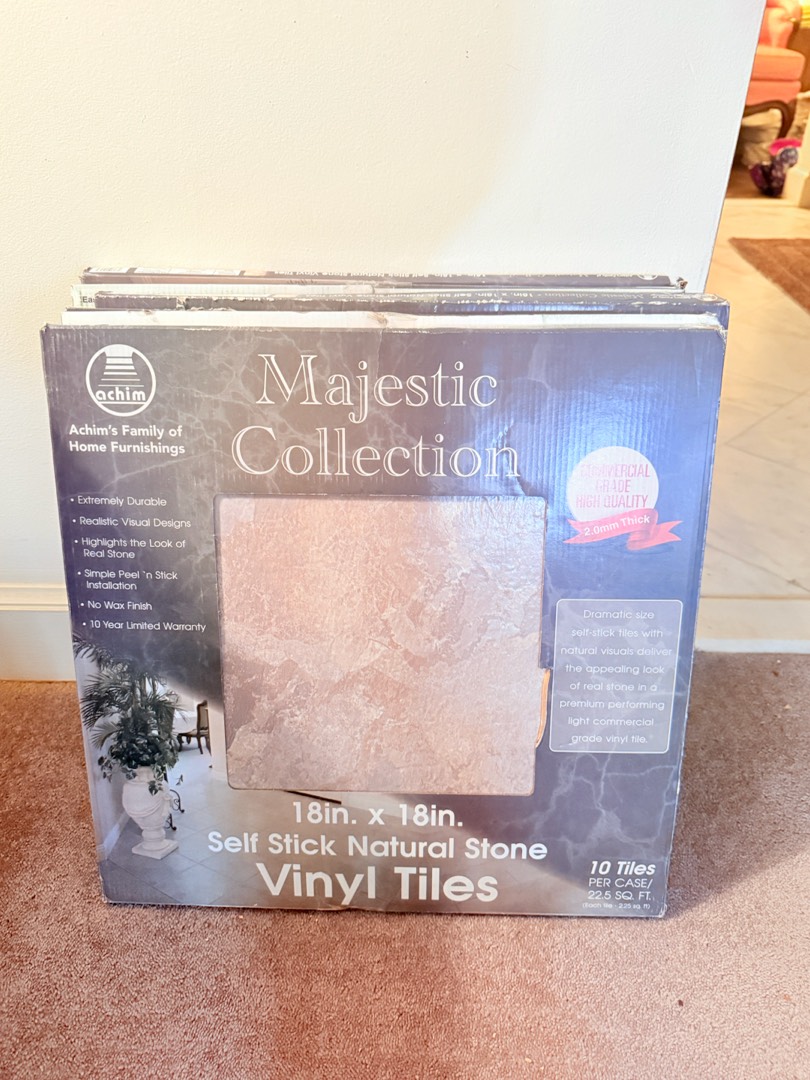 achim
Achim's Family of
Home Furnishings
Majestic
Collection
• Extremely Durable
• Realistic Visual Designs
• Highlights the Look of
Real Stone
• Simple Peel 'n Stick
Installation
• No Wax Finish
• 10 Year Limited Warranty
COMMERCIAL
GRADE
HIGH QUALITY
2.0mm Thick
Dramatic size
self-stick tiles with
natural visuals deliver
the appealing look
of real stone in a
premium performing
light commercial
grade vinyl tile.
18in. x 18in.
Self Stick Natural Stone
Vinyl Tiles
10 Tiles
PER CASE/
22.5 SQ. FT.
(Each tile - 2.25 sq. ft)